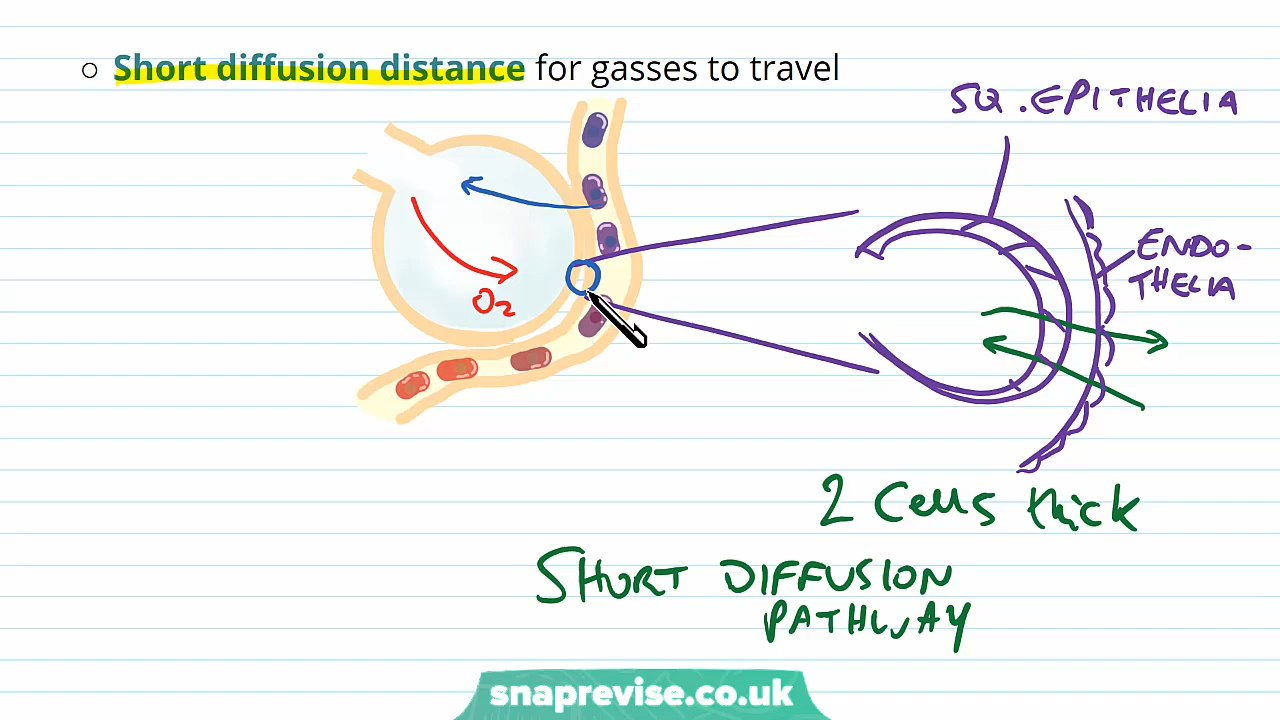 Short diffusion distance for gasses to travel
SQ. EPITHELIA
ENDO-
THELIA
O2
2 Cells thick
SHORT DIFFUSION
PATHWAY
snaprevise.co.uk